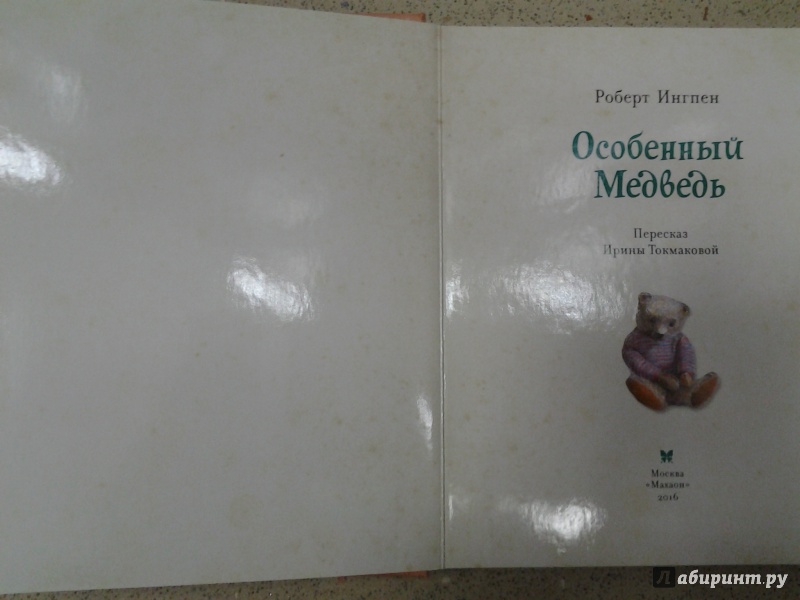 Роберт Ингпен
Особенный
Медведь
Пересказ
Ирины Токмаковой
Москва
«Махаон»
2016
Лабиринт.ру